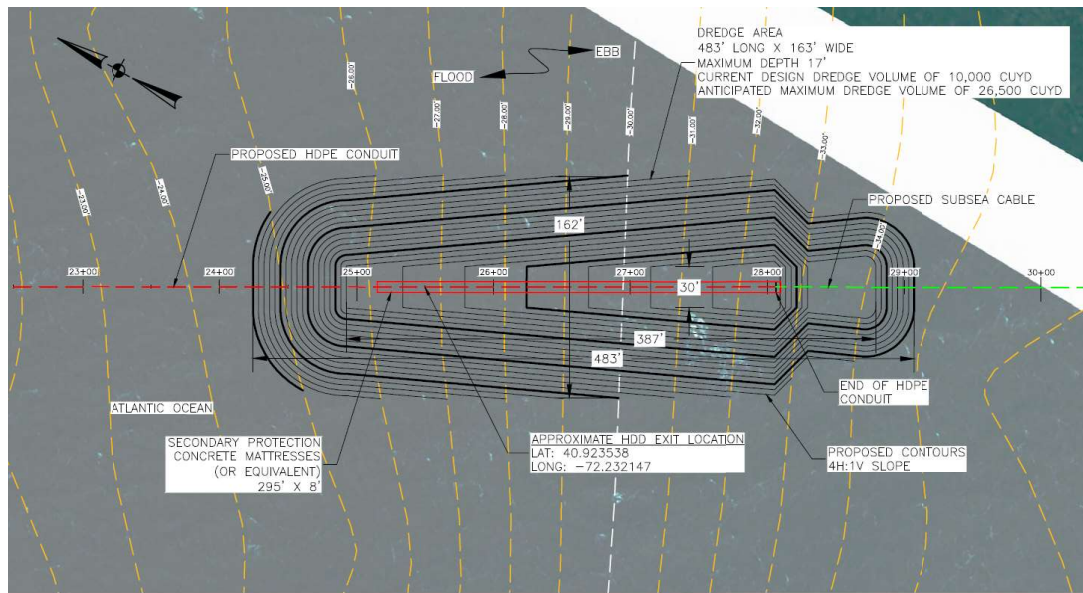 DREDGE AREA
483' LONG X 163' WIDE
MAXIMUM DEPTH 17'
CURRENT DESIGN DREDGE VOLUME OF 10,000 CUYD
ANTICIPATED MAXIMUM DREDGE VOLUME OF 26,500 CUYD
EBB
FLOOD
-26.00'
-27.00'
-28.00'
-29.00'
-30.00'
-31.00'
-32.00'
-33.00'
PROPOSED HDPE CONDUIT
-23.00'
-24.00'
-25.00'
PROPOSED SUBSEA CABLE
162'
-34.00'
23+00
24+00
25+00
26+00
27+00
28+00
29+00
30+00
30'
387'
483'
END OF HDPE
CONDUIT
ATLANTIC OCEAN
SECONDARY PROTECTION
CONCRETE MATTRESSES
(OR EQUIVALENT)
295' X 8'
APPROXIMATE HDD EXIT LOCATION
LAT: 40.923538
LONG: -72.232147
PROPOSED CONTOURS
4H:1V SLOPE